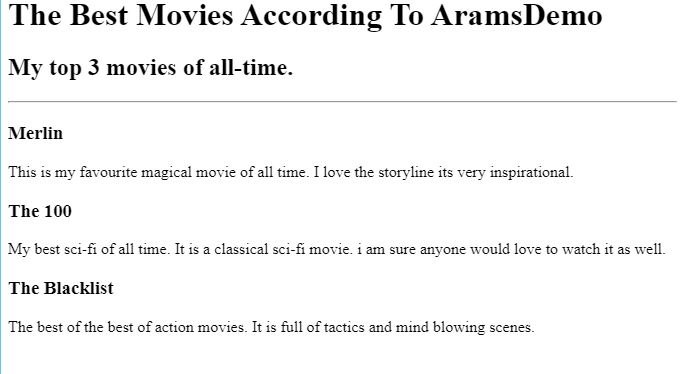 The Best Movies According To AramsDemo
My top 3 movies of all-time.
Merlin
This is my favourite magical movie of all time. I love the storyline its very inspirational.
The 100
My best sci-fi of all time. It is a classical sci-fi movie. i am sure anyone would love to watch it as well.
The Blacklist
The best of the best of action movies. It is full of tactics and mind blowing scenes.